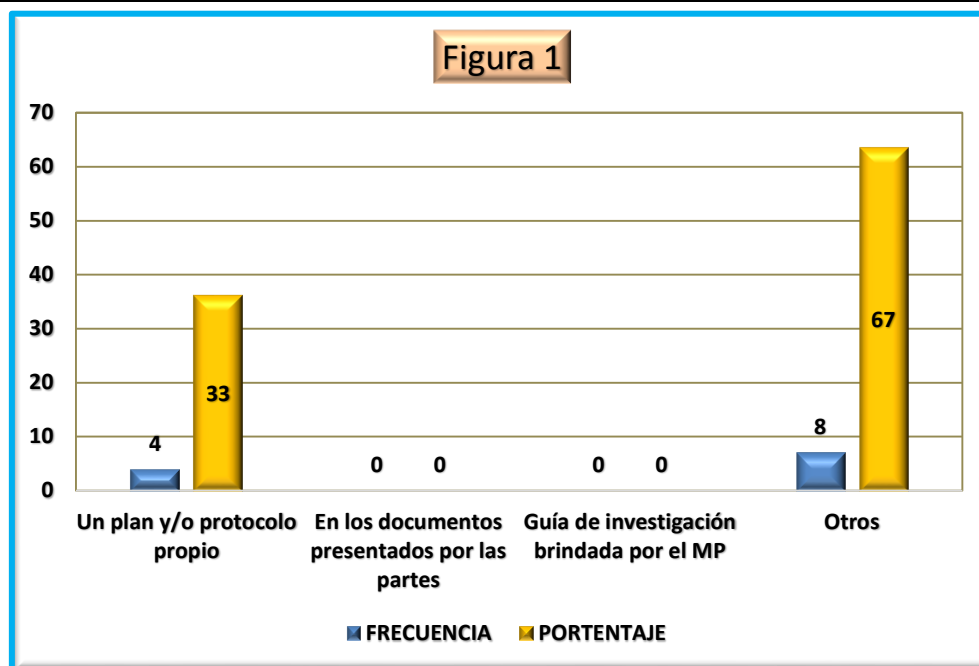 Figura 1
70
60
50
40
30
20
10
0
4
33
0
0
0
0
8
67
Un plan y/o protocolo
propio
En los documentos
presentados por las
partes
Guía de investigación
brindada por el MP
Otros
FRECUENCIA
PORTENTAJE